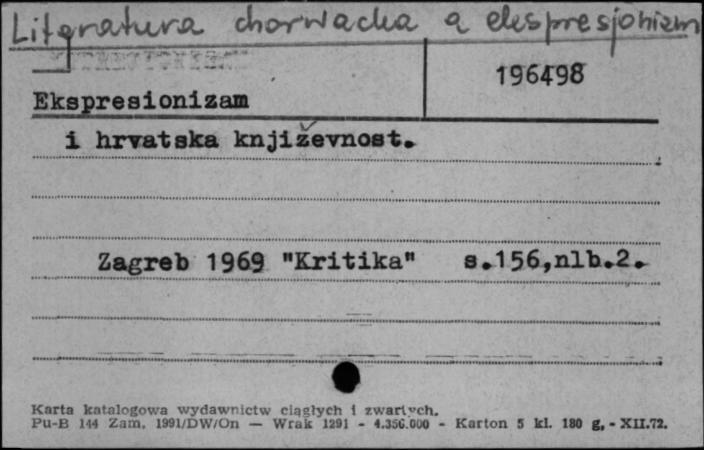 Literatura chorwacka a ekspresjonizm
196498
Ekspresionizam
i hrvatska književnost.
Zagreb 1969 "Kritika" s.156,nlb.2.
Karta katalogowa wydawnictw ciągłych i zwartych.
Pu-B 144 Zam. 1991/DW/On — Wrak 1291 - 4.356.000 - Karton 5 kl. 180 g. - XII.72.